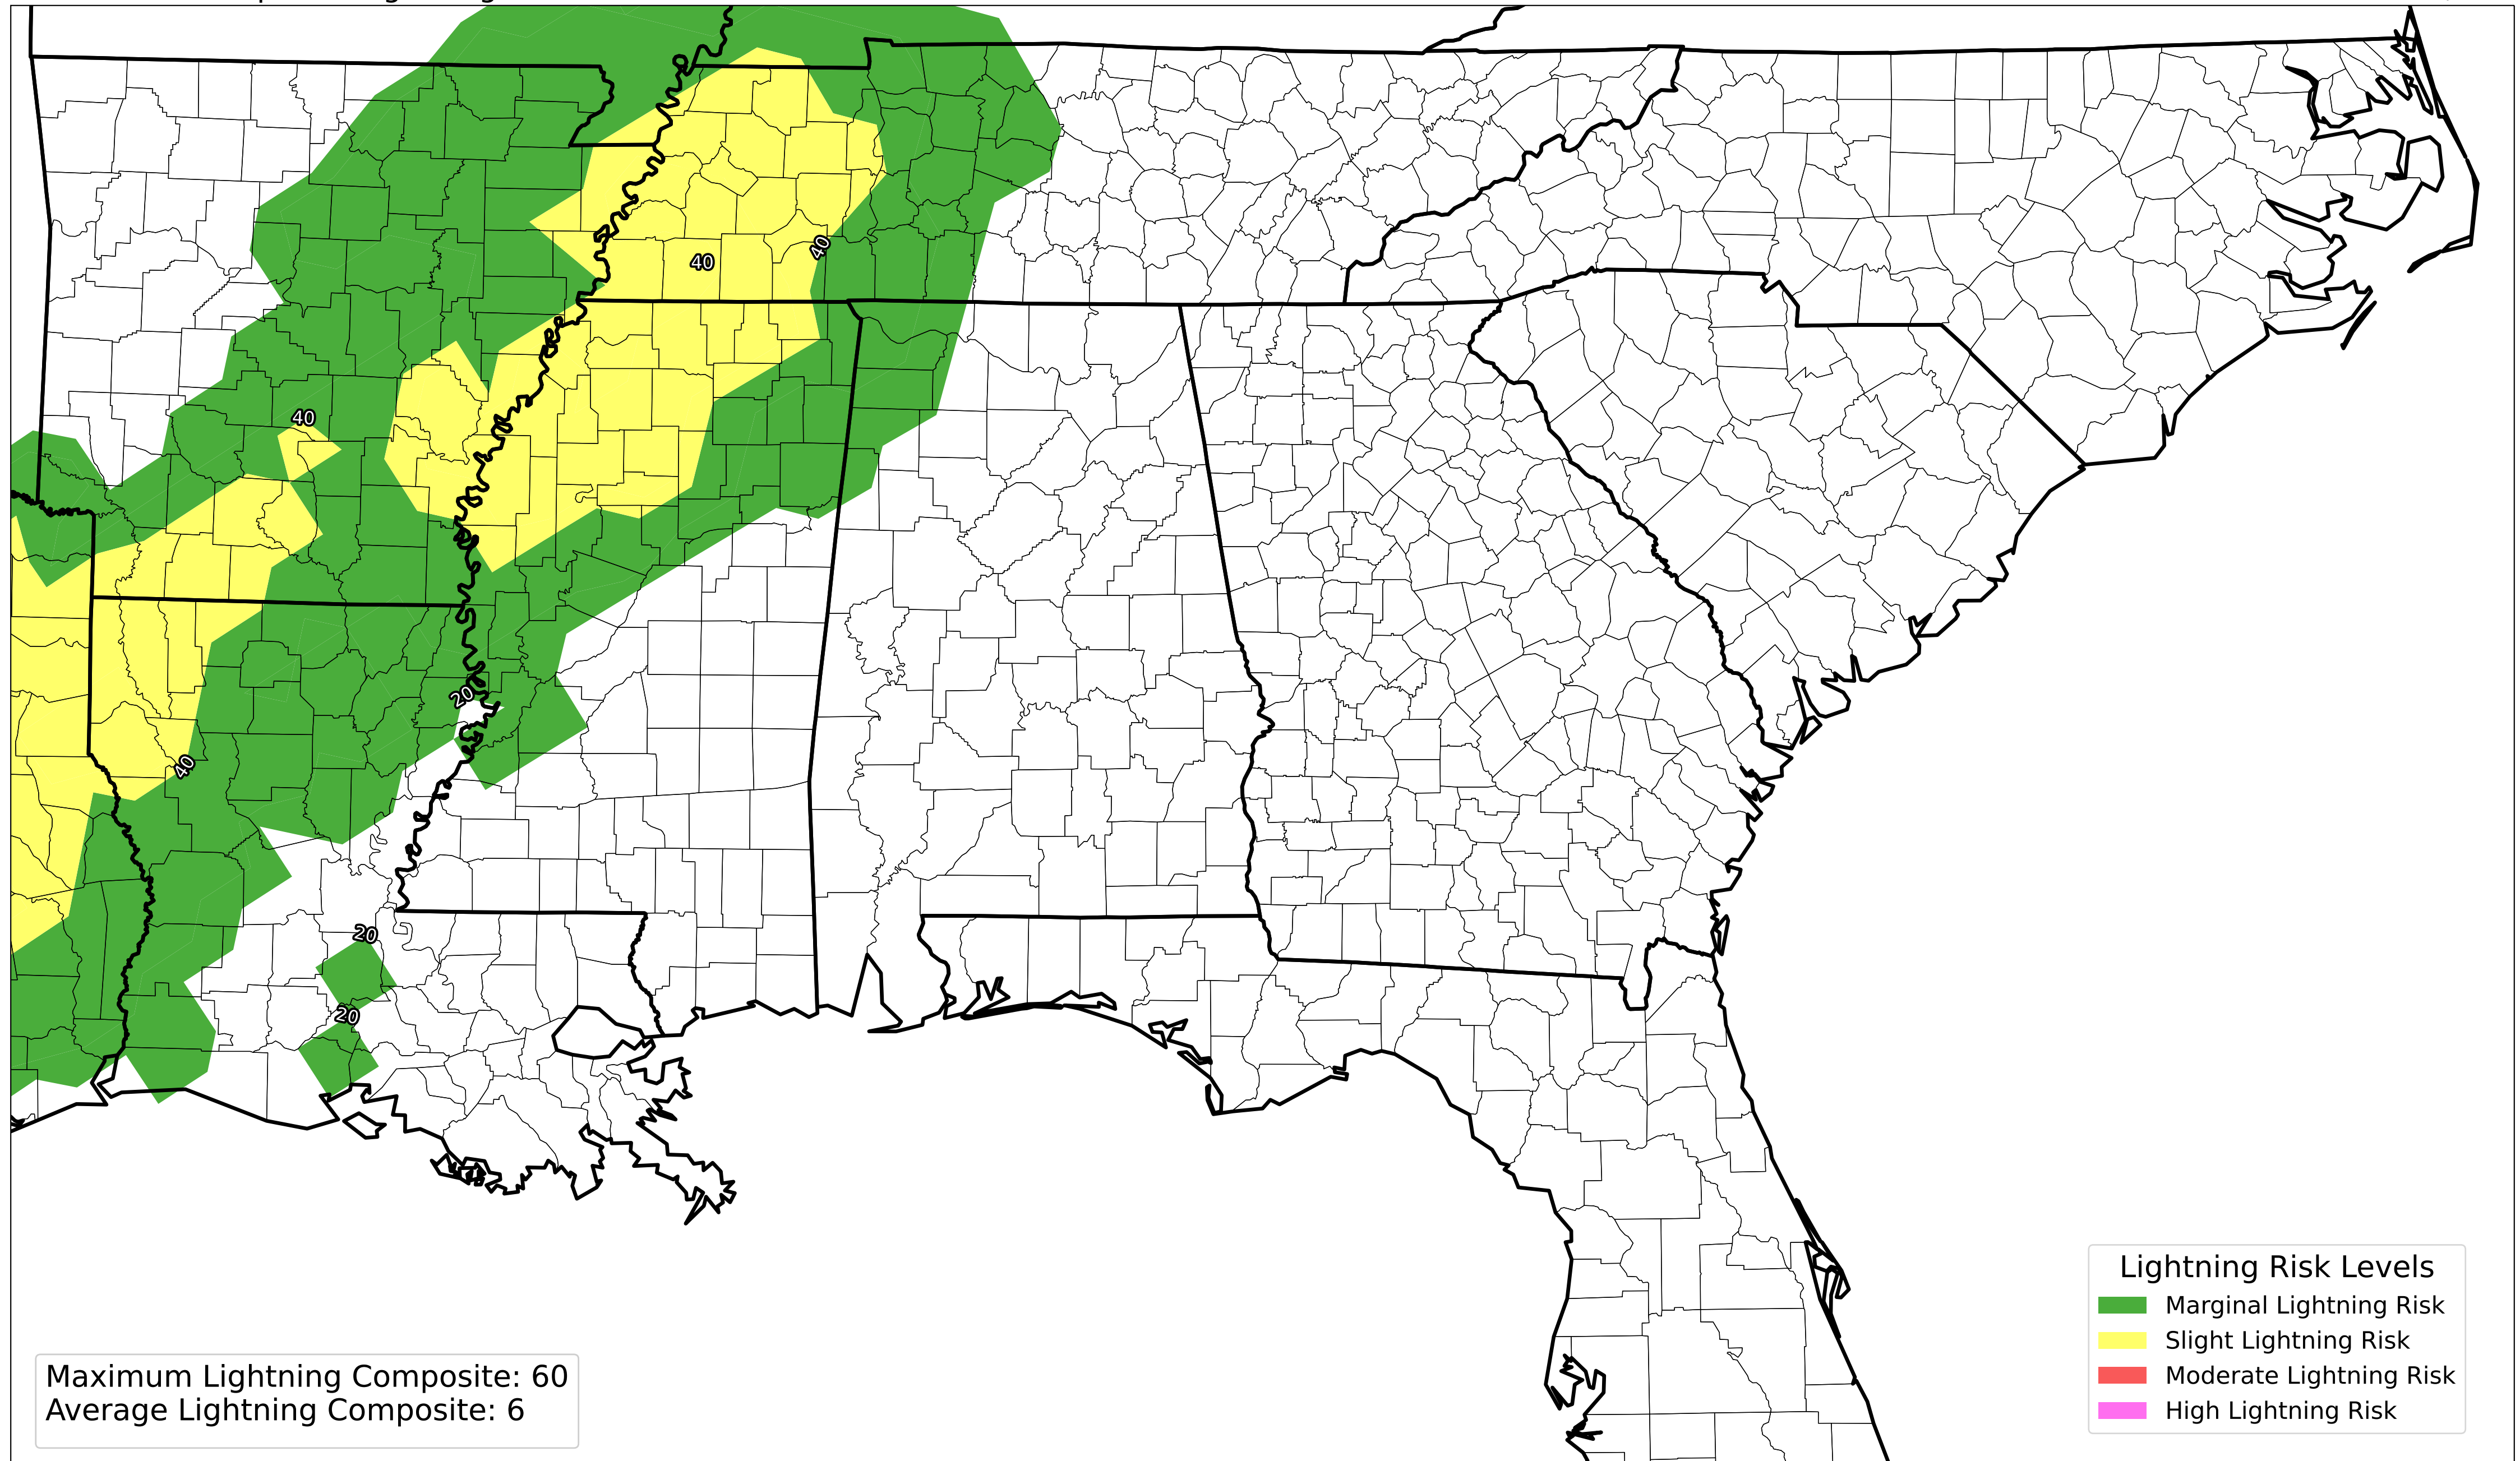 40
40
40
20
40
20
20
Lightning Risk Levels
Marginal Lightning Risk
Slight Lightning Risk
Moderate Lightning Risk
High Lightning Risk
Maximum Lightning Composite: 60
Average Lightning Composite: 6